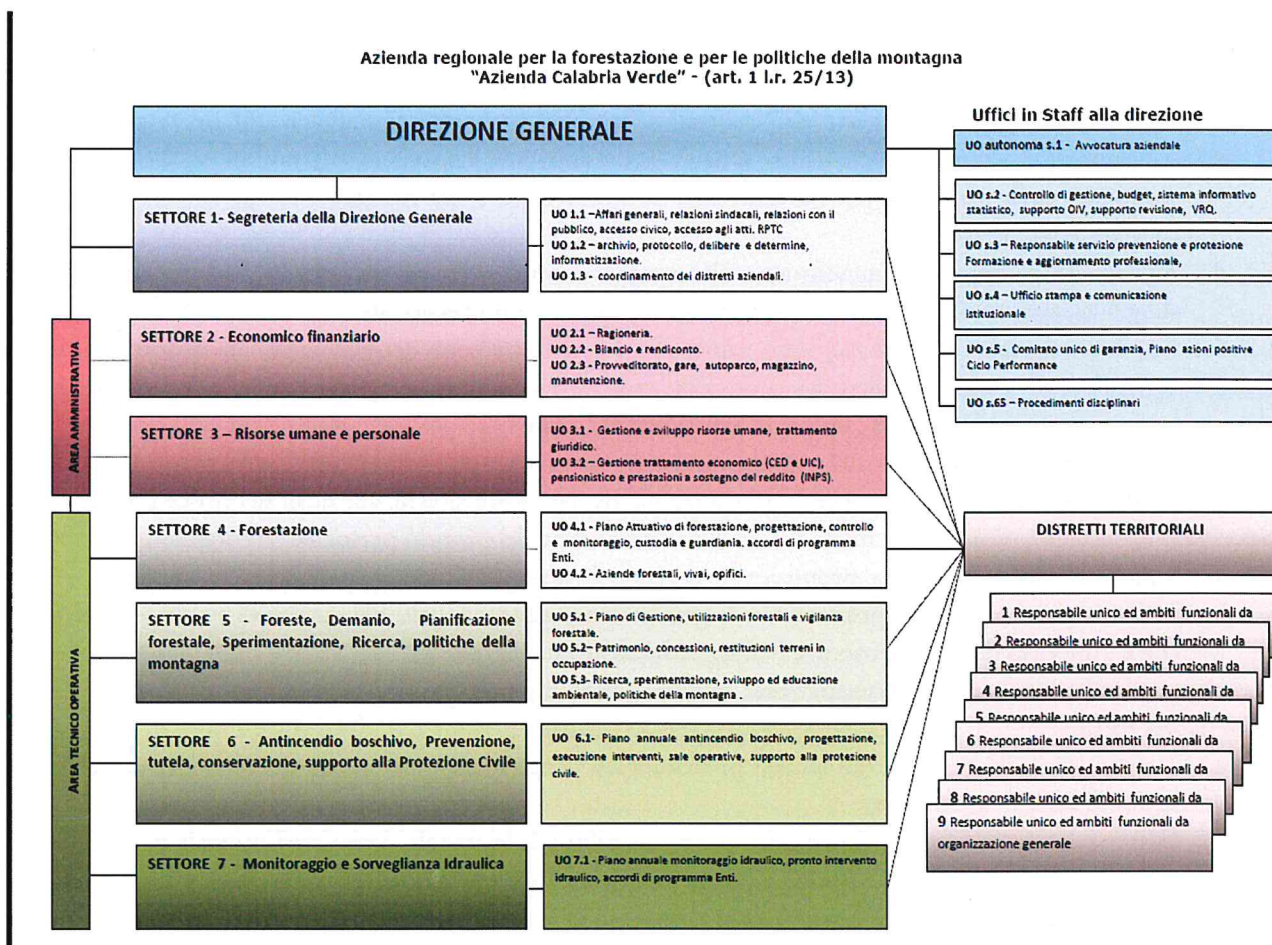 Azienda regionale per la forestazione e per le politiche della montagna
“Azienda Calabria Verde” - (art. 1 l.r. 25/13)
DIREZIONE GENERALE
Uffici in Staff alla direzione
UO autonoma s.1 - Avvocatura aziendale
UO s.2 - Controllo di gestione, budget, sistema informativo
statistico, supporto OIV, supporto revisione, VRQ.
UO s.3 – Responsabile servizio prevenzione e protezione
Formazione e aggiornamento professionale,
UO s.4 – Ufficio stampa e comunicazione
istituzionale
UO s.5 - Comitato unico di garanzia, Piano azioni positive
Ciclo Performance
UO s.6S – Procedimenti disciplinari
SETTORE 1- Segreteria della Direzione Generale
UO 1.1 –Affari generali, relazioni sindacali, relazioni con il
pubblico, accesso civico, accesso agli atti. RPTC
UO 1.2 – archivio, protocollo, delibere e determine,
informatizzazione.
UO 1.3 - coordinamento dei distretti aziendali.
AREA AMMINISTRATIVA
SETTORE 2 - Economico finanziario
UO 2.1 – Ragioneria.
UO 2.2 - Bilancio e rendiconto.
UO 2.3 - Provveditorato, gare, autoparco, magazzino,
manutenzione.
SETTORE 3 – Risorse umane e personale
UO 3.1 - Gestione e sviluppo risorse umane, trattamento
giuridico.
UO 3.2 – Gestione trattamento economico (CED e UIC),
pensionistico e prestazioni a sostegno del reddito (INPS).
AREA TECNICO OPERATIVA
SETTORE 4 - Forestazione
UO 4.1 - Piano Attuativo di forestazione, progettazione, controllo
e monitoraggio, custodia e guardiania. accordi di programma
Enti.
UO 4.2 - Aziende forestali, vivai, opifici.
SETTORE 5 - Foreste, Demanio, Pianificazione
forestale, Sperimentazione, Ricerca, politiche della
montagna
UO 5.1 - Piano di Gestione, utilizzazioni forestali e vigilanza
forestale.
UO 5.2– Patrimonio, concessioni, restituzioni terreni in
occupazione.
UO 5.3- Ricerca, sperimentazione, sviluppo ed educazione
ambientale, politiche della montagna .
SETTORE 6 - Antincendio boschivo, Prevenzione,
tutela, conservazione, supporto alla Protezione Civile
UO 6.1- Piano annuale antincendio boschivo, progettazione,
esecuzione interventi, sale operative, supporto alla protezione
civile.
SETTORE 7 - Monitoraggio e Sorveglianza Idraulica
UO 7.1 - Piano annuale monitoraggio idraulico, pronto intervento
idraulico, accordi di programma Enti.
DISTRETTI TERRITORIALI
1 Responsabile unico ed ambiti funzionali da
2 Responsabile unico ed ambiti funzionali da
3 Responsabile unico ed ambiti funzionali da
4 Responsabile unico ed ambiti funzionali da
5 Responsabile unico ed ambiti funzionali da
6 Responsabile unico ed ambiti funzionali da
7 Responsabile unico ed ambiti funzionali da
8 Responsabile unico ed ambiti funzionali da
9 Responsabile unico ed ambiti funzionali da
organizzazione generale